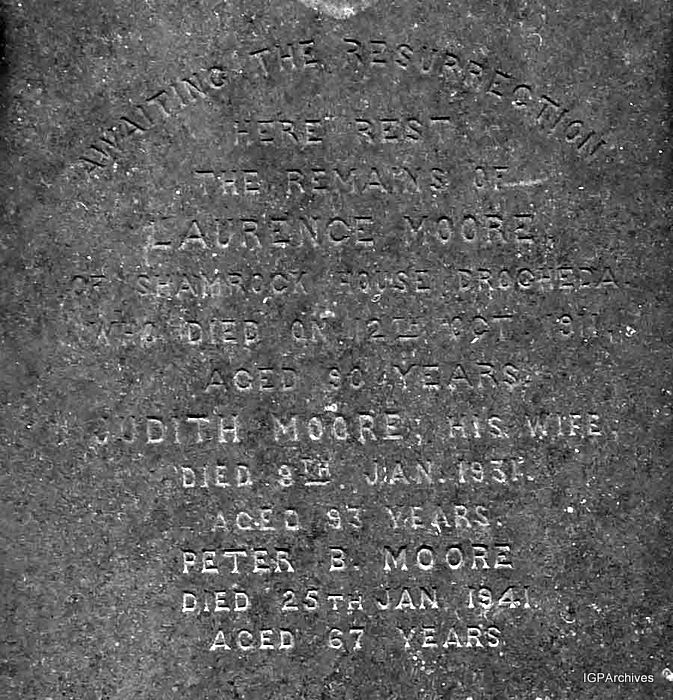 AWAITING THE RESURRECTION
HERE REST
THE REMAINS OF
LAURENCE MOORE,
OF SHAMROCK HOUSE DROGHEDA
WHO DIED ON 12TH OCT 1911.
AGED 90 YEARS.
JUDITH MOORE, HIS WIFE,
DIED 9TH JAN. 1931.
AGED 93 YEARS.
PETER B. MOORE
DIED 25TH JAN 1941.
AGED 67 YEARS
IGPArchives